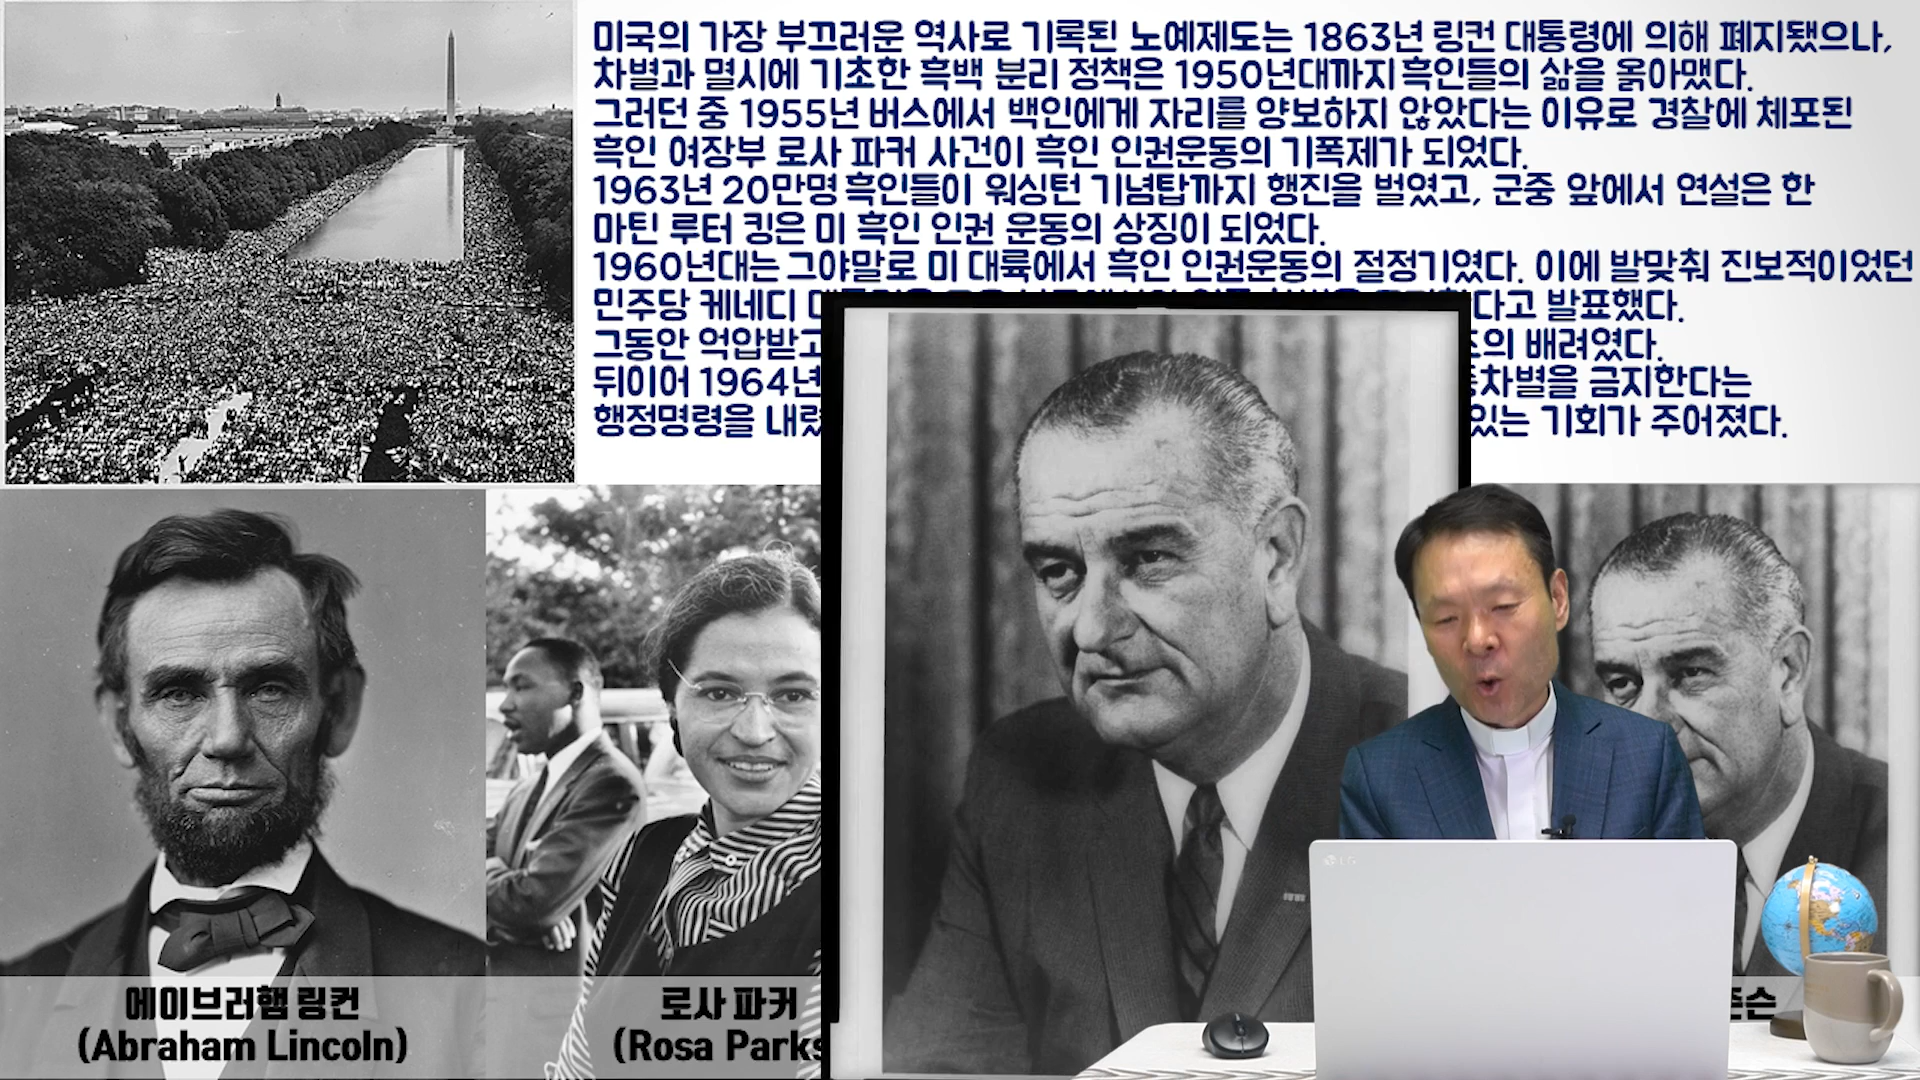 미국의 가장 부끄러운 역사로 기록된 노예제도는 1863년 링컨 대통령에 의해 폐지됐으나,
차별과 멸시에 기초한 흑백 분리 정책은 1950년대까지 흑인들의 삶을 옭아맸다.
그러던 중 1955년 버스에서 백인에게 자리를 양보하지 않았다는 이유로 경찰에 체포된
흑인 여장부 로사 파커 사건이 흑인 인권운동의 기폭제가 되었다.
1963년 20만명 흑인들이 워싱턴 기념탑까지 행진을 벌였고, 군중 앞에서 연설은 한
마틴 루터 킹은 미 흑인 인권 운동의 상징이 되었다.
1960년대는 그야말로 미 대륙에서 흑인 인권운동의 절정기였다. 이에 발맞춰 진보적이었던
민주당 케네디 다고 발표했다.
그동안 억압받고 의 배려였다.
뒤이어 1964년 차별을 금지한다는
행정명령을 내렸 있는 기회가 주어졌다.
에이브러햄 링컨
(Abraham Lincoln)
로사 파커
(Rosa Parks
존슨
LG